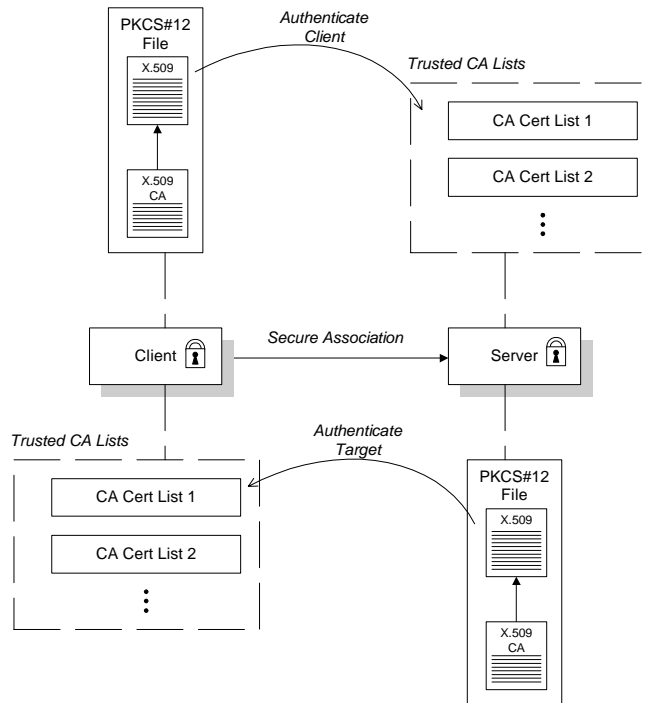 PKCS#12
File
X.509
X.509
CA
Authenticate
Client
Trusted CA Lists
CA Cert List 1
CA Cert List 2
Client
Secure Association
Server
Trusted CA Lists
CA Cert List 1
CA Cert List 2
Authenticate
Target
PKCS#12
File
X.509
X.509
CA